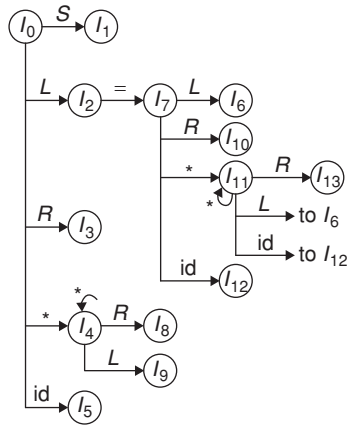 I0 S I1
L I2 = I7 L I6
R I10
* I11 R I13
* L to I6
R I3
id to I12
id I12
*
* I4 R I8
L I9
id I5